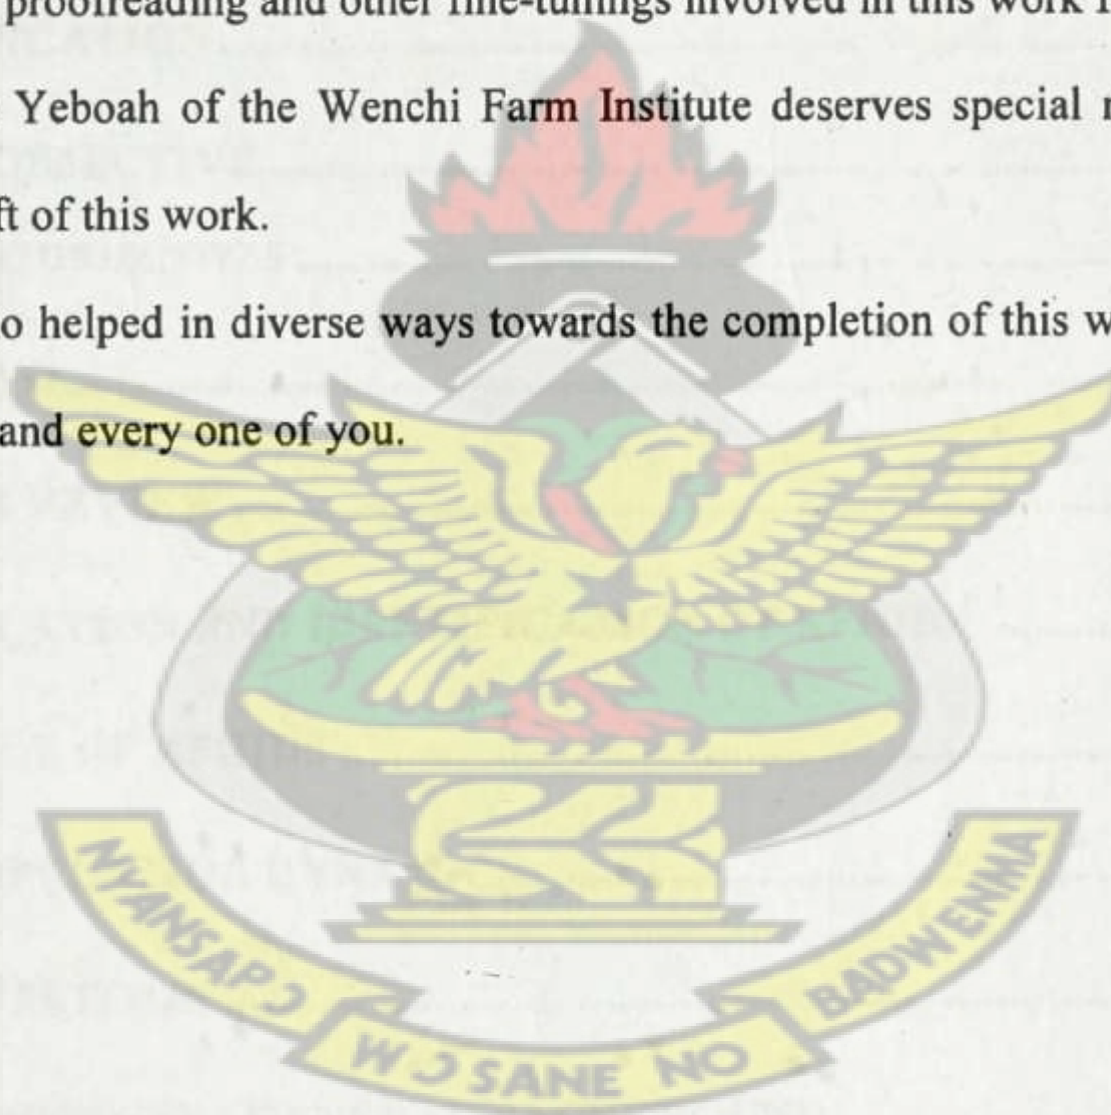 proofreading and other fine-tunings involved in this work
Yeboah of the Wenchi Farm Institute deserves special
ft of this work.
o helped in diverse ways towards the completion of this w
and every one of you.
NYANSAPƆ
WƆSANE NO
BADWENMA